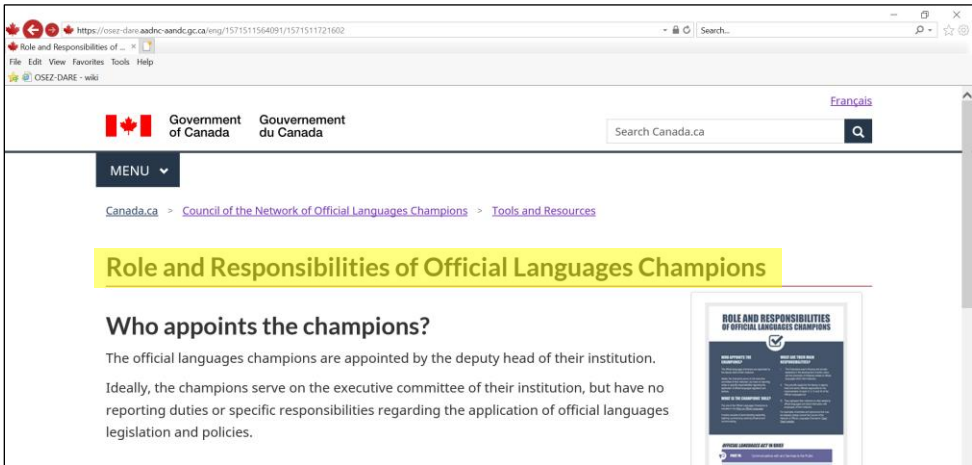 https://osez-dare.aadnc-aandc.gc.ca/eng/1571511564091/1571511721602
Search...
Role and Responsibilities of ...
File Edit View Favorites Tools Help
OSEZ-DARE - wiki
Français
Government of Canada
Gouvernement du Canada
Search Canada.ca
MENU
Canada.ca > Council of the Network of Official Languages Champions > Tools and Resources
Role and Responsibilities of Official Languages Champions
Who appoints the champions?
The official languages champions are appointed by the deputy head of their institution.
Ideally, the champions serve on the executive committee of their institution, but have no
reporting duties or specific responsibilities regarding the application of official languages
legislation and policies.
ROLE AND RESPONSIBILITIES
OF OFFICIAL LANGUAGES CHAMPIONS